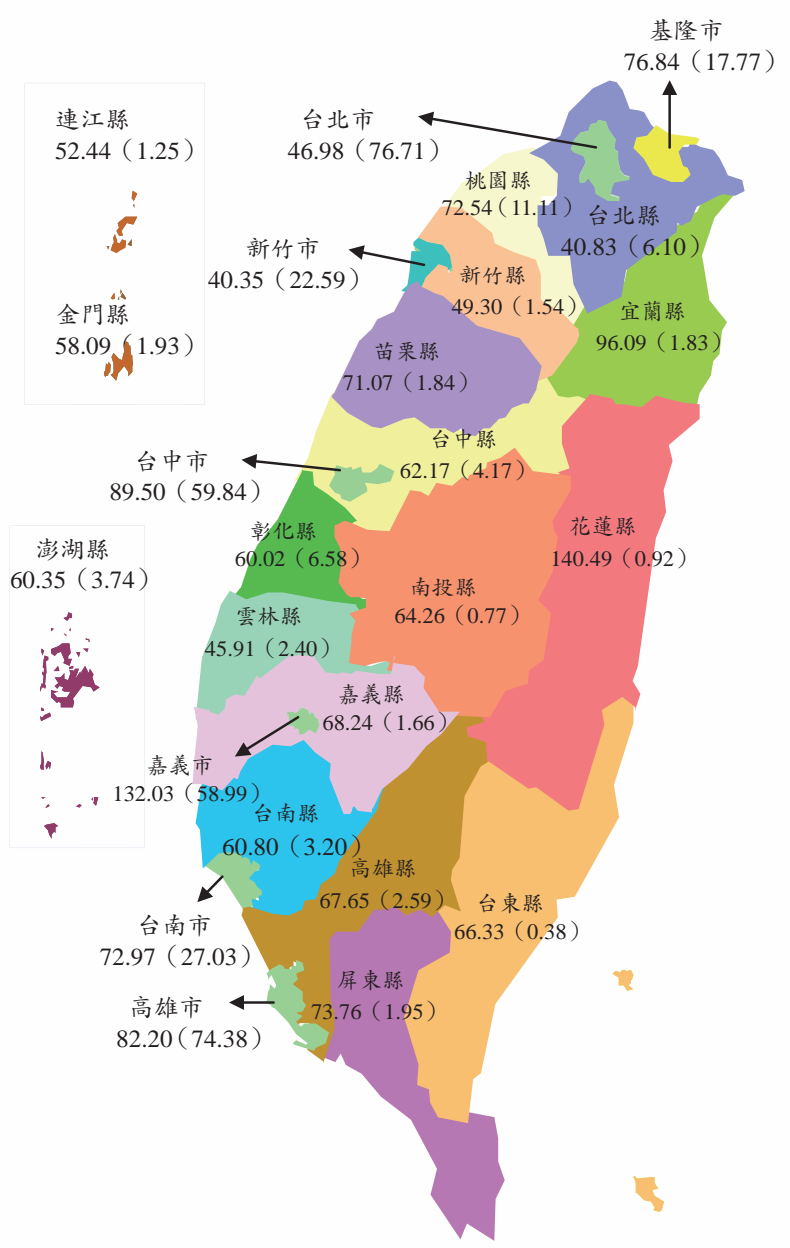 基隆市
76.84（17.77）
連江縣
52.44（1.25）
台北市
46.98（76.71）
桃園縣
72.54（11.11）
台北縣
40.83（6.10）
新竹市
40.35（22.59）
新竹縣
49.30（1.54）
金門縣
58.09（1.93）
宜蘭縣
96.09（1.83）
苗栗縣
71.07（1.84）
台中縣
62.17（4.17）
台中市
89.50（59.84）
彰化縣
60.02（6.58）
花蓮縣
140.49（0.92）
澎湖縣
60.35（3.74）
南投縣
64.26（0.77）
雲林縣
45.91（2.40）
嘉義縣
68.24（1.66）
嘉義市
132.03（58.99）
台南縣
60.80（3.20）
高雄縣
67.65（2.59）
台東縣
66.33（0.38）
台南市
72.97（27.03）
屏東縣
73.76（1.95）
高雄市
82.20（74.38）